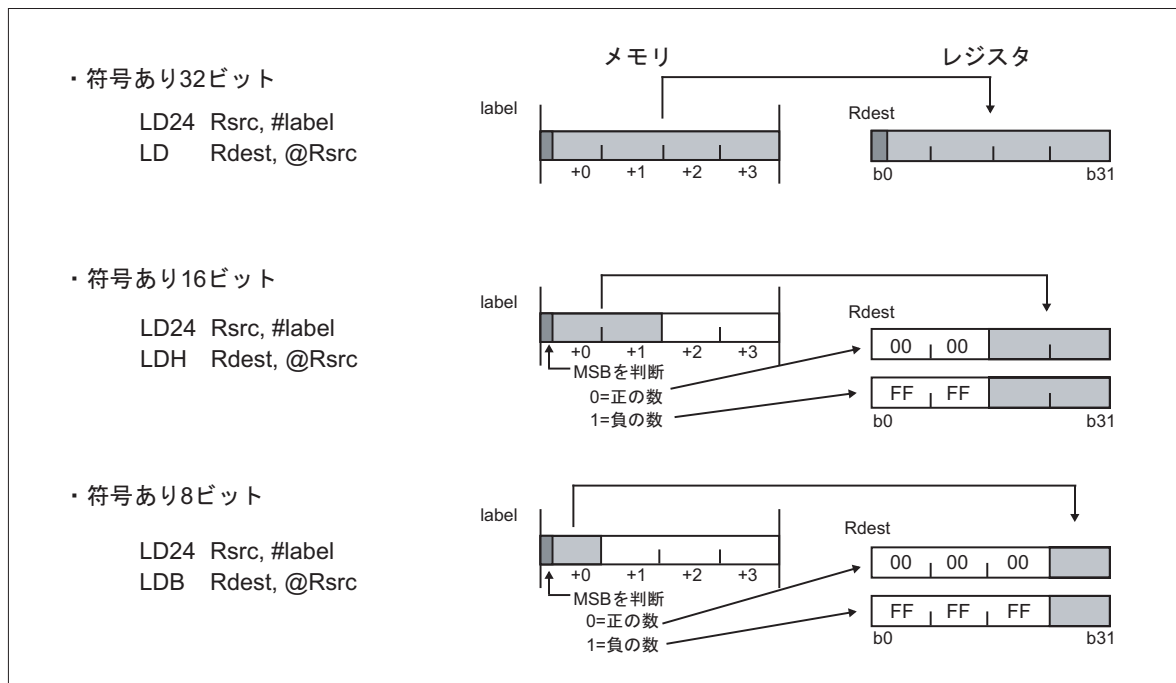 メモリ
レジスタ
・符号あり32ビット
LD24 Rsrc, #label
LD Rdest, @Rsrc
label
+0 +1 +2 +3
Rdest
b0 b31
・符号あり16ビット
LD24 Rsrc, #label
LDH Rdest, @Rsrc
label
+0 +1 +2 +3
MSBを判断
0=正の数
1=負の数
Rdest
00 00
FF FF
b0 b31
・符号あり8ビット
LD24 Rsrc, #label
LDB Rdest, @Rsrc
label
+0 +1 +2 +3
MSBを判断
0=正の数
1=負の数
Rdest
00 00 00
FF FF FF
b0 b31